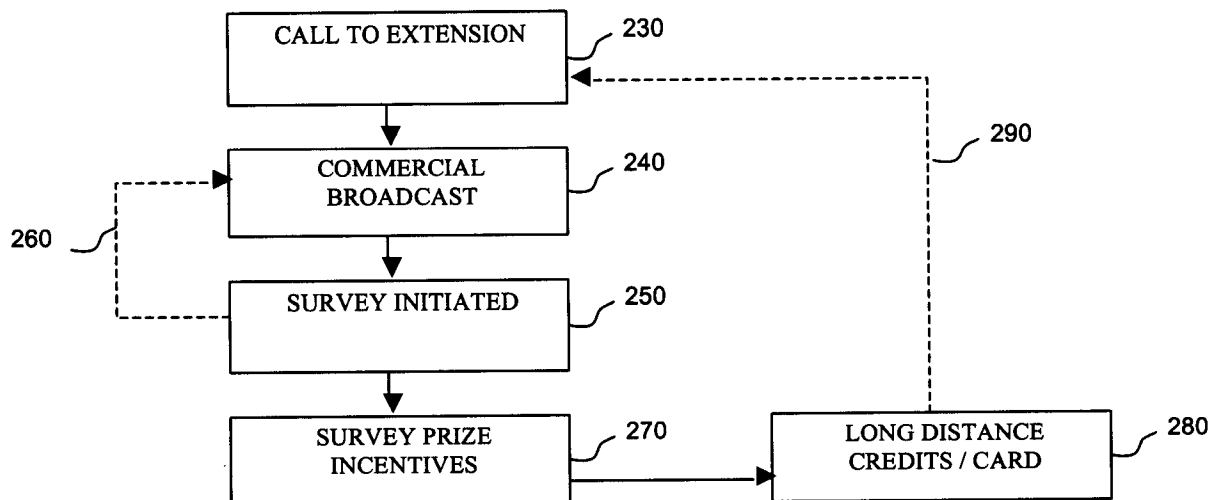 CALL TO EXTENSION
230
290
COMMERCIAL
BROADCAST
240
260
SURVEY INITIATED
250
SURVEY PRIZE
INCENTIVES
270
LONG DISTANCE
CREDITS / CARD
280